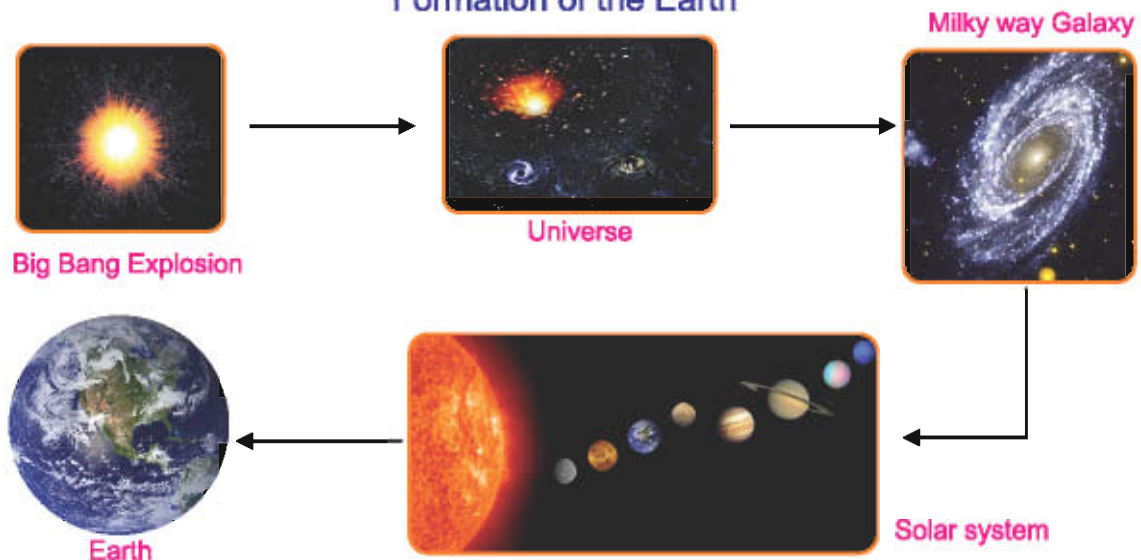 Formation of the Earth
Milky way Galaxy
Universe
Big Bang Explosion
Solar system
Earth